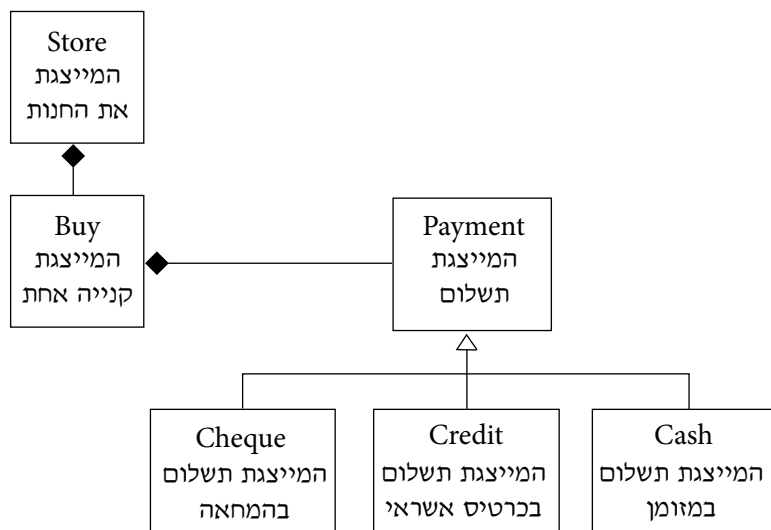 Store
המייצגת
את החנות
Buy
המייצגת
קנייה אחת
Payment
המייצגת
תשלום
Cheque
המייצגת תשלום
בהמחאה
Credit
המייצגת תשלום
בכרטיס אשראי
Cash
המייצגת תשלום
במזומן